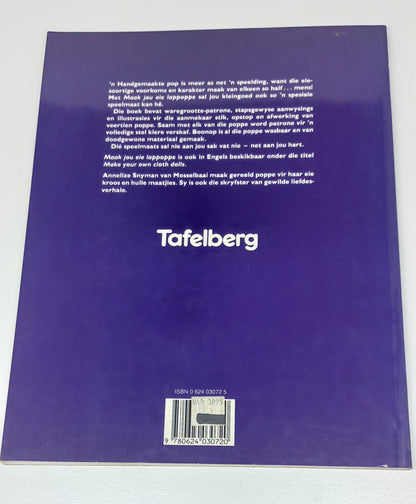 'n Handgemaakte pop is meer as net 'n speelding, want die eie-
soortige voorkoms en karakter maak van elkeen so half . . . mens!
Met Maak jou eie lappoppe sal jou kleingoed ook so 'n spesiale
speelmaat kan hê.
Die boek bevat waregrootte-patrone, stapsgewyse aanwysings
en illustrasies vir die aanmekaar stik, opstop en afwerking van
veertien poppe. Saam met elk van die poppe word patrone vir 'n
volledige stel klere verskaf. Boonop is al die poppe wasbaar en van
doodgewone materiaal gemaak.
Dié speelmaats sal nie aan jou sak vat nie – net aan jou hart.
Maak jou eie lappoppe is ook in Engels beskikbaar onder die titel
Make your own cloth dolls.
Annelize Snyman van Mosselbaai maak gereeld poppe vir haar eie
kroos en hulle maatjies. Sy is ook die skryfster van gewilde liefdes-
verhale.
Tafelberg
ISBN 0 624 03072 5
9 780624 030720